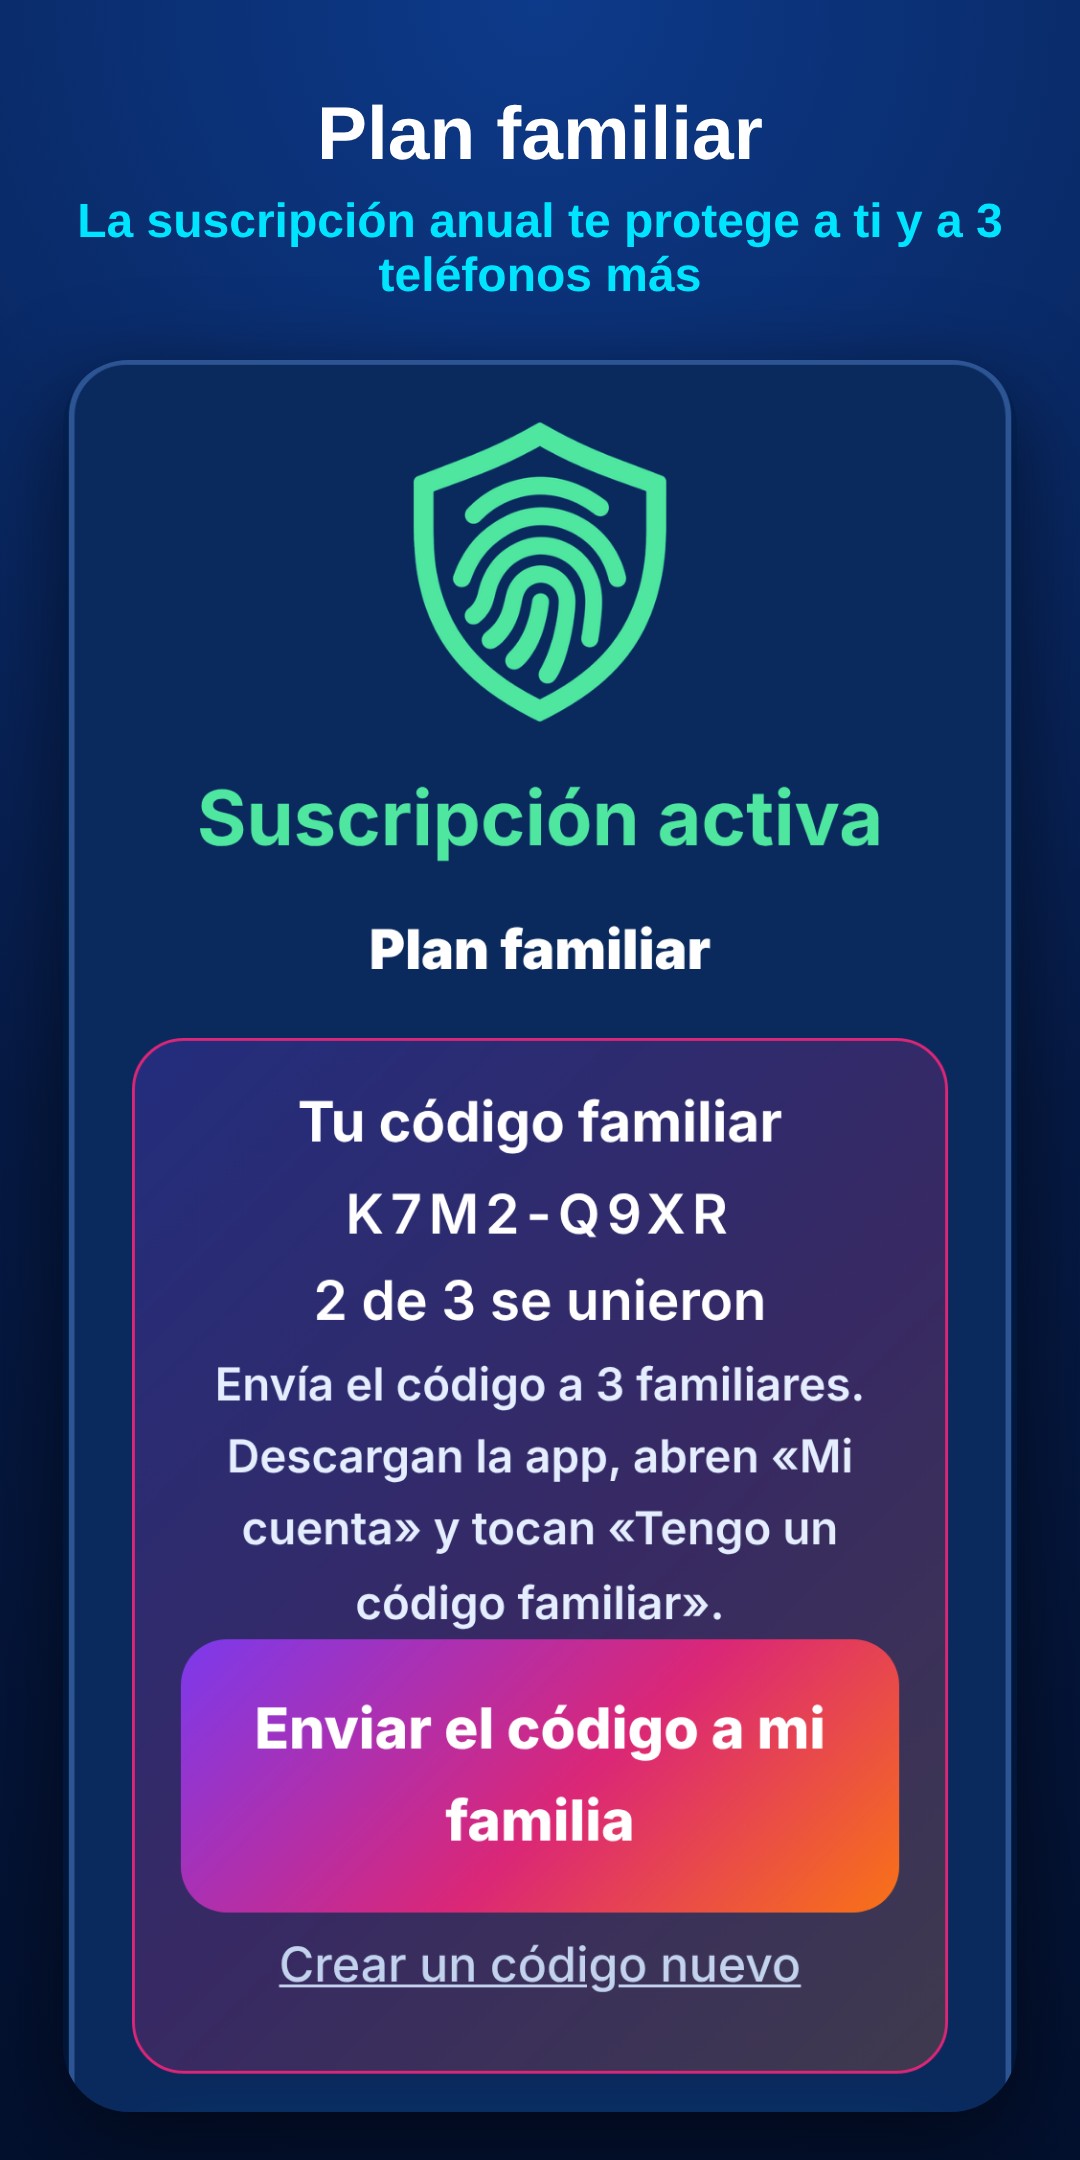 Plan familiar
La suscripción anual te protege a ti y a 3
teléfonos más
Suscripción activa
Plan familiar
Tu código familiar
K7M2-Q9XR
2 de 3 se unieron
Envía el código a 3 familiares.
Descargan la app, abren «Mi
cuenta» y tocan «Tengo un
código familiar».
Enviar el código a mi
familia
Crear un código nuevo